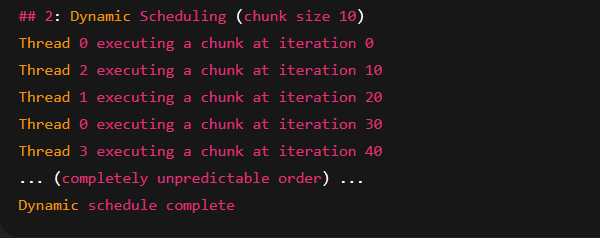 ## 2: Dynamic Scheduling (chunk size 10)
Thread 0 executing a chunk at iteration 0
Thread 2 executing a chunk at iteration 10
Thread 1 executing a chunk at iteration 20
Thread 0 executing a chunk at iteration 30
Thread 3 executing a chunk at iteration 40
... (completely unpredictable order) ...
Dynamic schedule complete